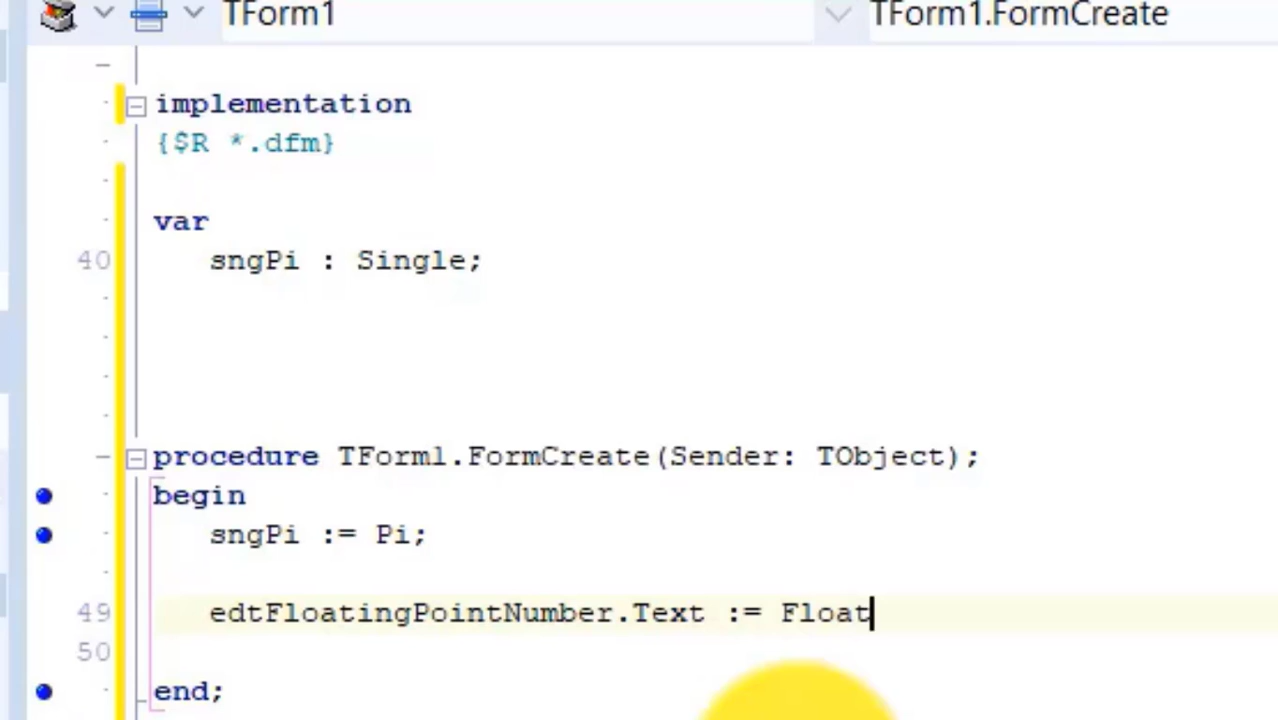 TForm1 TForm1.FormCreate
implementation
{$R *.dfm}
var
40 sngPi : Single;
procedure TForm1.FormCreate(Sender: TObject);
begin
sngPi := Pi;
49 edtFloatingPointNumber.Text := Float
50
end;